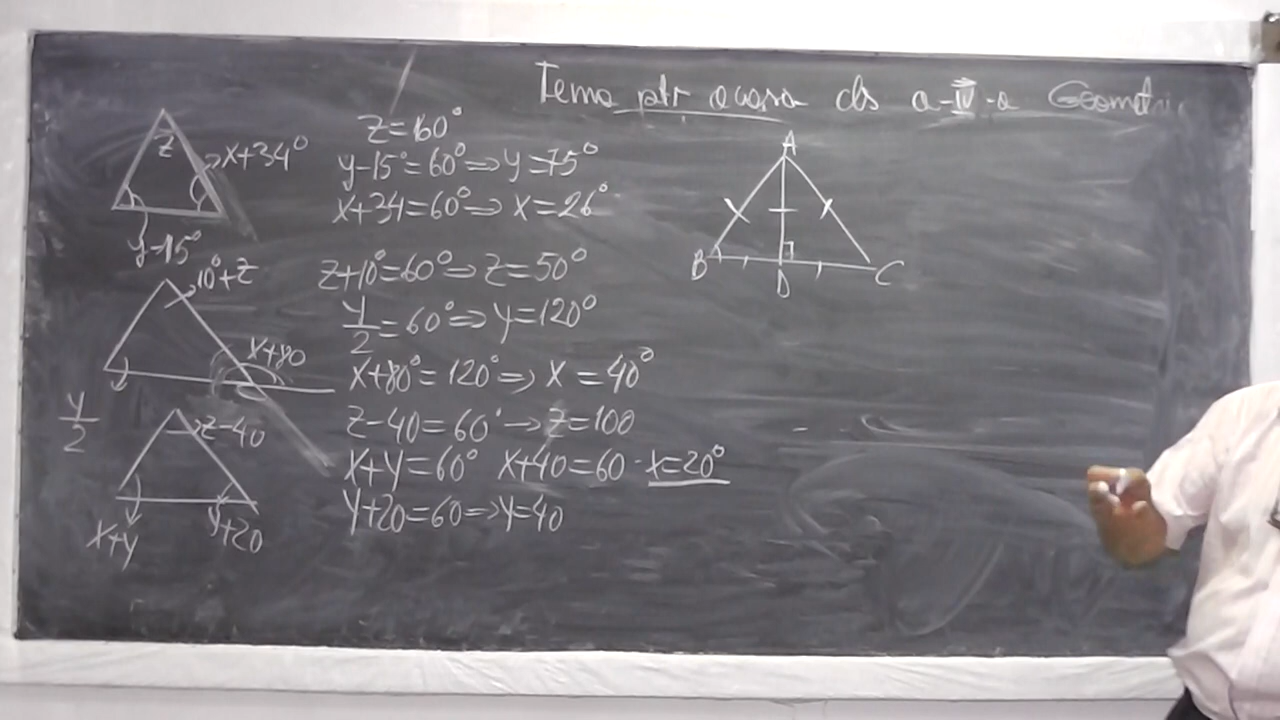 Tema ptr acasa cls a-IV-a Geometri
z
x+34°
y-15°
z=60°
y-15°=60°⇒y=75°
x+34=60°⇒x=26°
10°+z
x+80
y/2
z+10°=60°⇒z=50°
y/2=60°⇒y=120°
x+80°=120°⇒x=40°
z-40
x+y
y+20
z-40=60°→z=100
x+y=60° x+40=60-x=20°
y+20=60⇒y=40
A
B
D
C